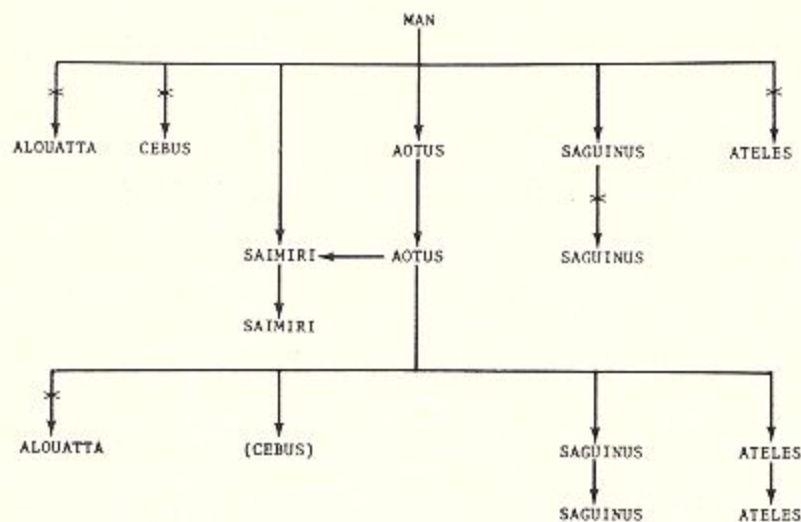 MAN
ALOUATTA CEBUS AOTUS SAGUINUS ATELES
SAIMIRI AOTUS SAGUINUS
SAIMIRI
ALOUATTA (CEBUS) SAGUINUS ATELES
SAGUINUS ATELES